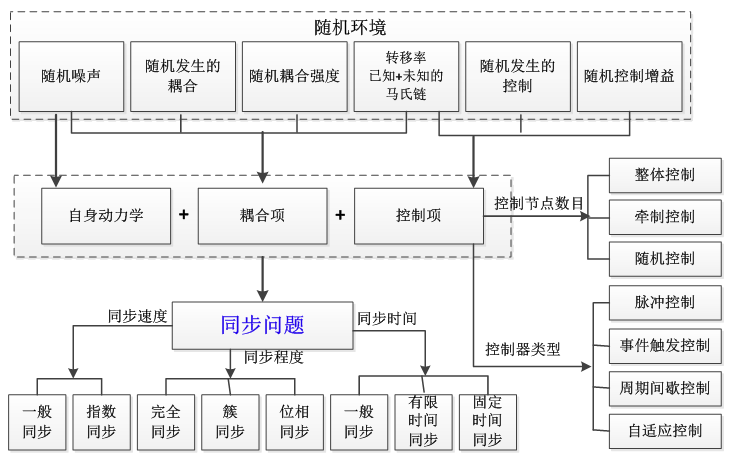 随机环境
随机噪声
随机发生的
耦合
随机耦合强度
转移率
已知+未知的
马氏链
随机发生的
控制
随机控制增益
自身动力学
+
耦合项
+
控制项
控制节点数目
整体控制
牵制控制
随机控制
同步问题
同步速度
同步程度
同步时间
控制器类型
脉冲控制
事件触发控制
周期间歇控制
自适应控制
一般
同步
指数
同步
完全
同步
簇
同步
位相
同步
一般
同步
有限
时间
同步
固定
时间
同步